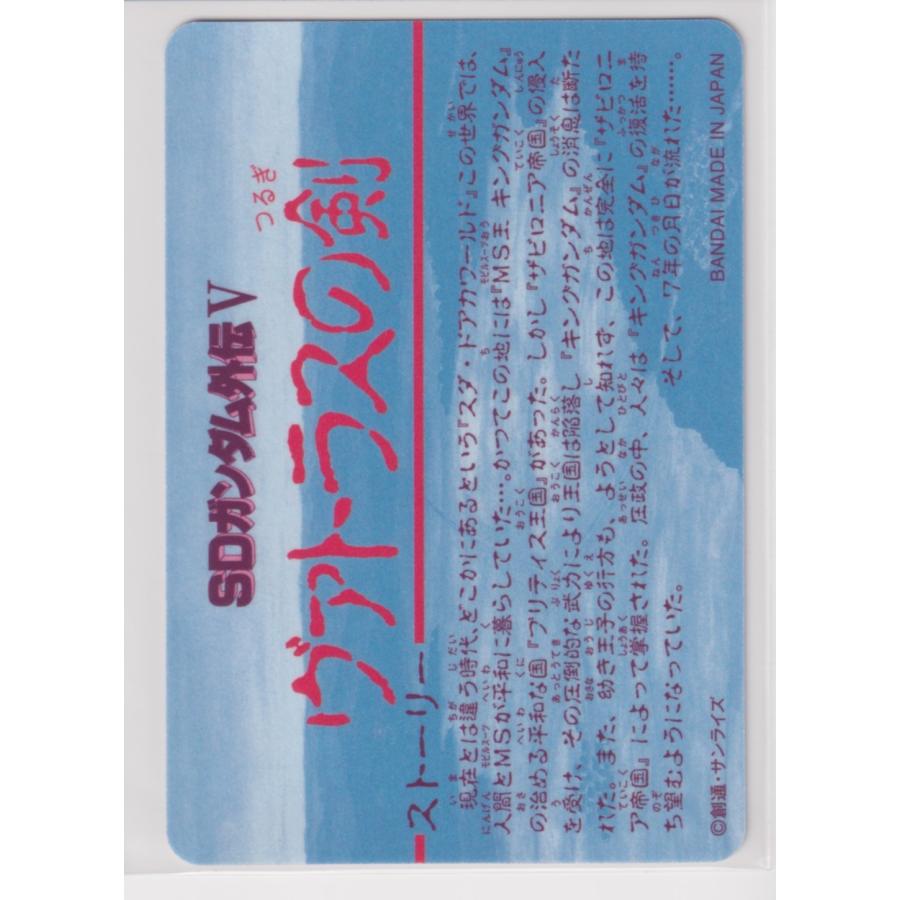 SDガンダム外伝V
つるぎ
ヴァトラスの剣
ストーリー
現在とは違う時代、どこかにあるという『スダ・ドアカワールド』この世界では、
人間とMSが平和に暮らしていた…。かつてこの地には『MS王 キングガンダム』
の治める平和な国『ブリティス王国』があった。しかし『ザビロニア帝国』の侵入
を受け、その圧倒的な武力により王国は陥落し『キングガンダム』の消息は断た
れた。また、幼き王子の行方も、ようとして知れず、この地は完全に『ザビロニ
ア帝国』によって掌握された。圧政の中、人々は『キングガンダム』の復活を待
ち望むようになっていた。
そして、7年の月日が流れた……。
©創通・サンライズ
BANDAI MADE IN JAPAN